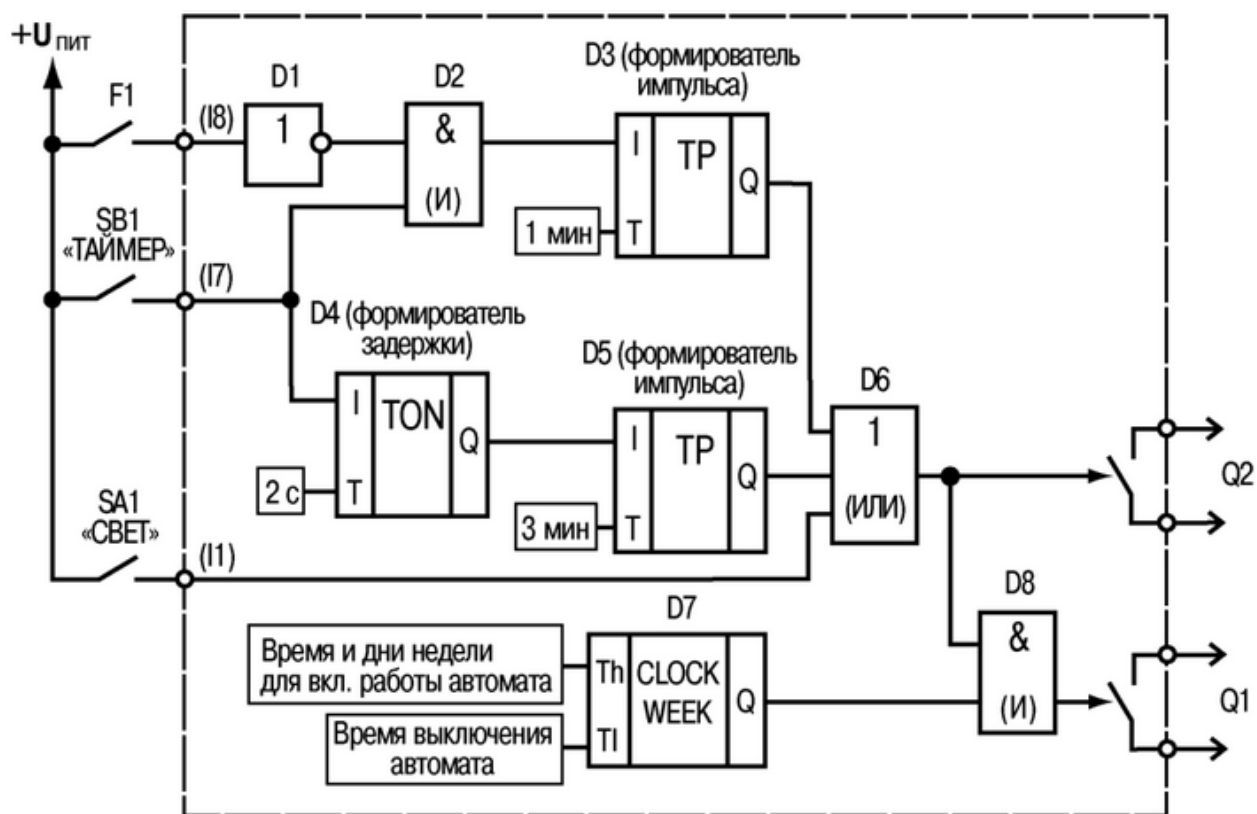 +Uпит
F1
(I8)
D1
1
D2
&
(И)
D3 (формирователь
импульса)
I
TP
Q
T
1 мин
SB1
«ТАЙМЕР»
(I7)
D4 (формирователь
задержки)
I
TON
Q
T
2 с
D5 (формирователь
импульса)
I
TP
Q
T
3 мин
D6
1
(ИЛИ)
Q2
SA1
«СВЕТ»
(I1)
D7
Время и дни недели
для вкл. работы автомата
Th
CLOCK
WEEK
Q
Tl
Время выключения
автомата
D8
&
(И)
Q1